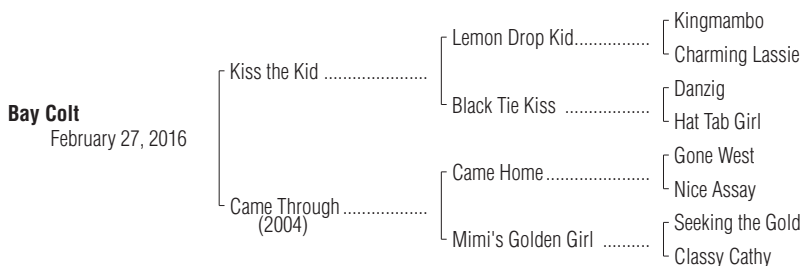 Kingmambo
Lemon Drop Kid................
Charming Lassie
Kiss the Kid ......................
Danzig
Black Tie Kiss ..................
Hat Tab Girl
Bay Colt
February 27, 2016
Gone West
Came Home......................
Nice Assay
Came Through..................
(2004)
Seeking the Gold
Mimi's Golden Girl ..........
Classy Cathy